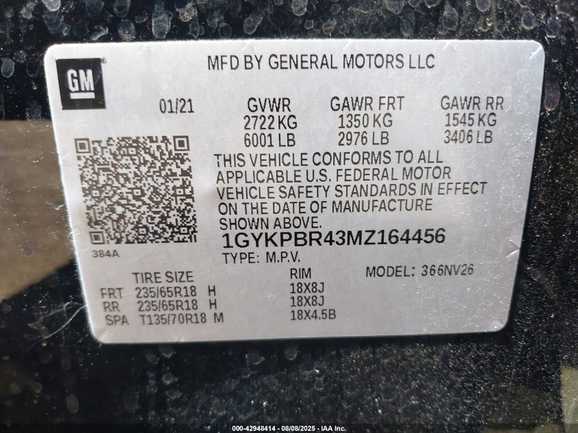 GM
MFD BY GENERAL MOTORS LLC
01/21 GVWR GAWR FRT GAWR RR
2722 KG 1350 KG 1545 KG
6001 LB 2976 LB 3406 LB
THIS VEHICLE CONFORMS TO ALL
APPLICABLE U.S. FEDERAL MOTOR
VEHICLE SAFETY STANDARDS IN EFFECT
ON THE DATE OF MANUFACTURE
SHOWN ABOVE.
384A
1GYKPBR43MZ164456
TYPE: M.P.V. MODEL: 366NV26
TIRE SIZE RIM
FRT 235/65R18 H 18X8J
RR 235/65R18 H 18X8J
SPA T135/70R18 M 18X4.5B
000-42948414 - 08/08/2025 - IAA Inc.